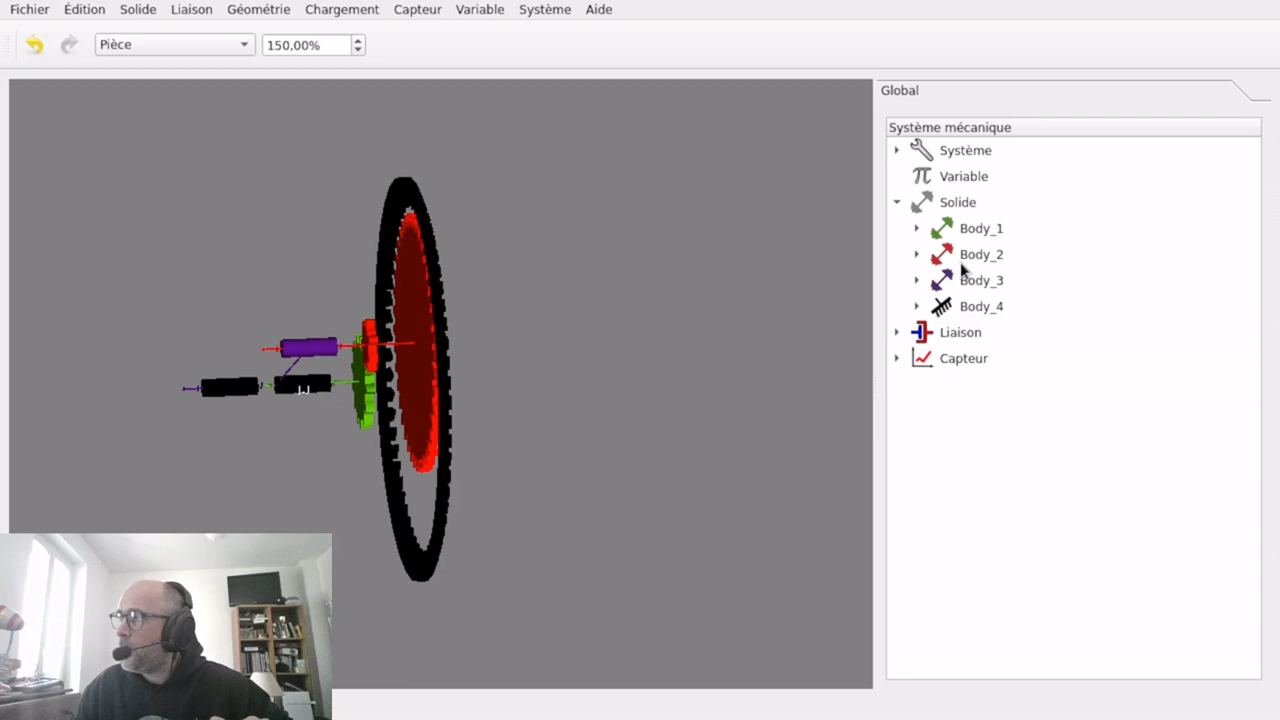 Fichier Édition Solide Liaison Géométrie Chargement Capteur Variable Système Aide
Pièce 150,00%
Global
Système mécanique
Système
Variable
Solide
Body_1
Body_2
Body_3
Body_4
Liaison
Capteur